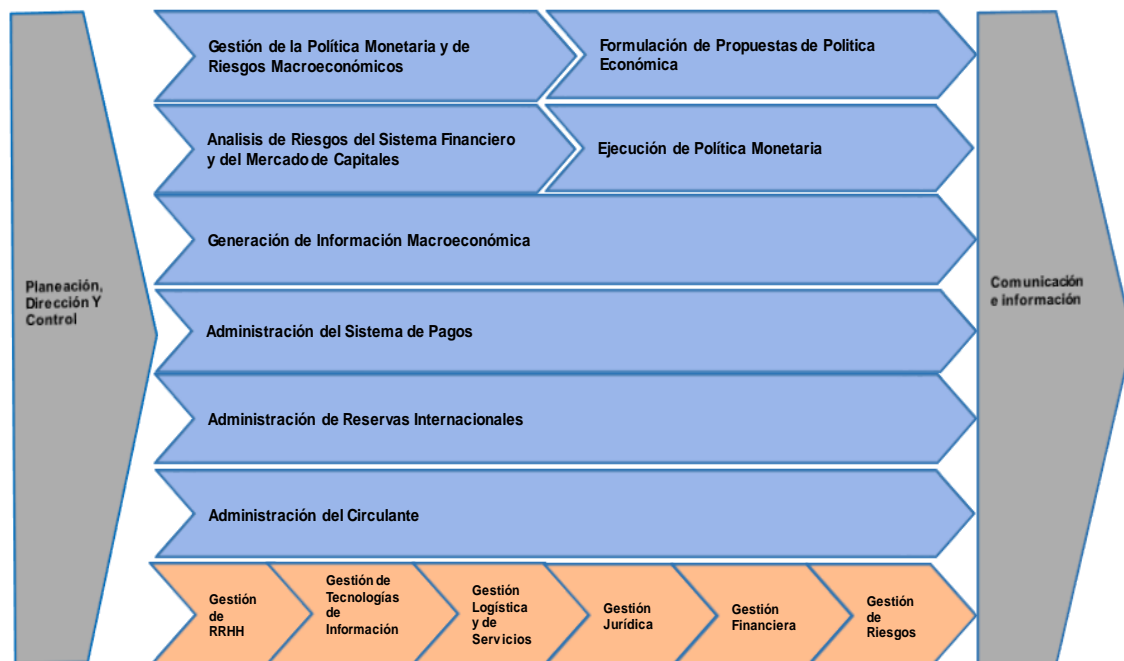 Planeación,
Dirección Y
Control
Gestión de la Política Monetaria y de
Riesgos Macroeconómicos
Formulación de Propuestas de Politica
Económica
Analisis de Riesgos del Sistema Financiero
y del Mercado de Capitales
Ejecución de Política Monetaria
Generación de Información Macroeconómica
Administración del Sistema de Pagos
Administración de Reservas Internacionales
Administración del Circulante
Gestión
de
RRHH
Gestión de
Tecnologías
de
Información
Gestión
Logística
y de
Servicios
Gestión
Jurídica
Gestión
Financiera
Gestión
de
Riesgos
Comunicación
e información